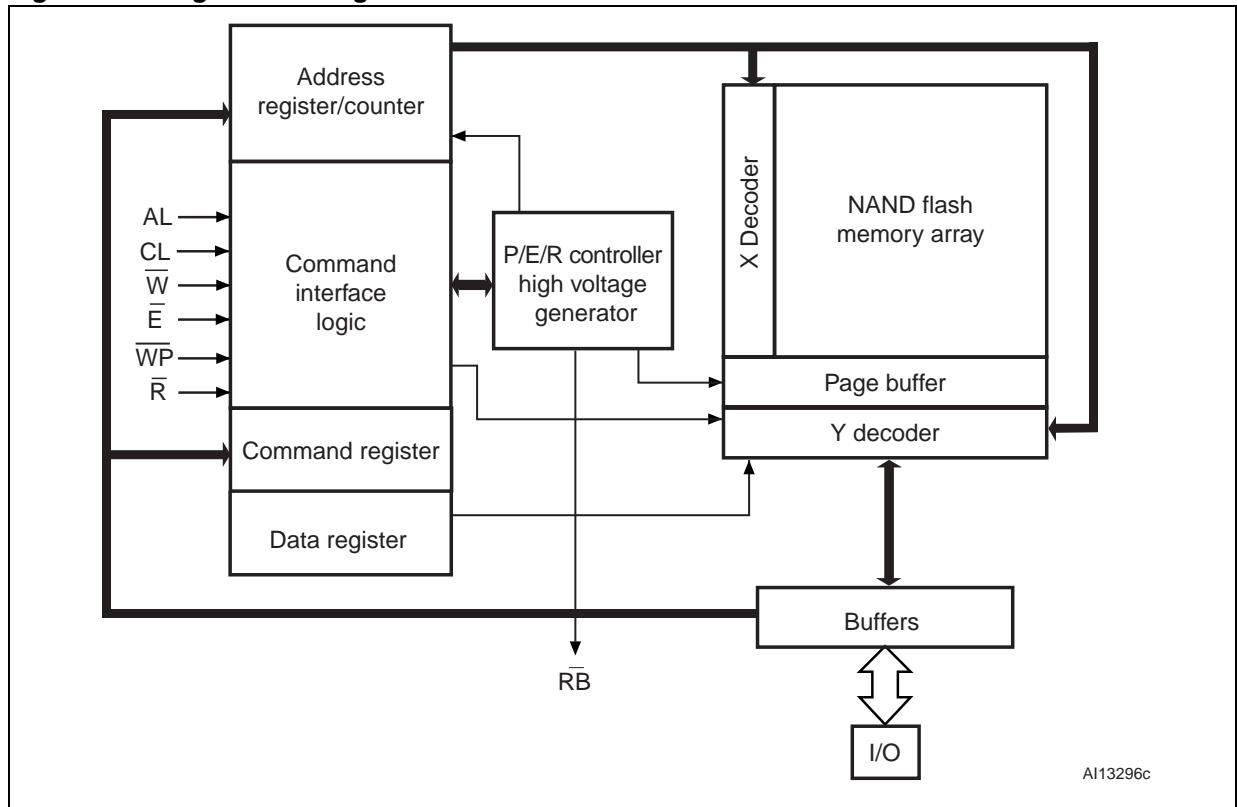 Address
register/counter
AL
CL
W̅
E̅
W̅P̅
R̅
Command
interface
logic
Command register
Data register
P/E/R controller
high voltage
generator
RB̅
X Decoder
NAND flash
memory array
Page buffer
Y decoder
Buffers
I/O
AI13296c